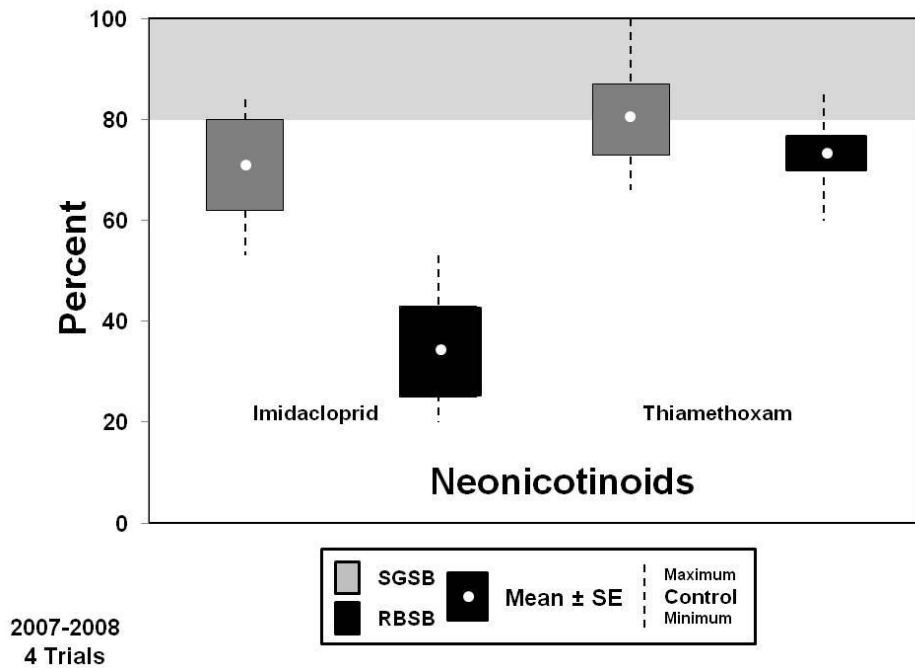 100
80
60
40
20
0
Percent
Imidacloprid
Thiamethoxam
Neonicotinoids
SGSB
RBSB
Mean ± SE
Maximum
Control
Minimum
2007-2008
4 Trials